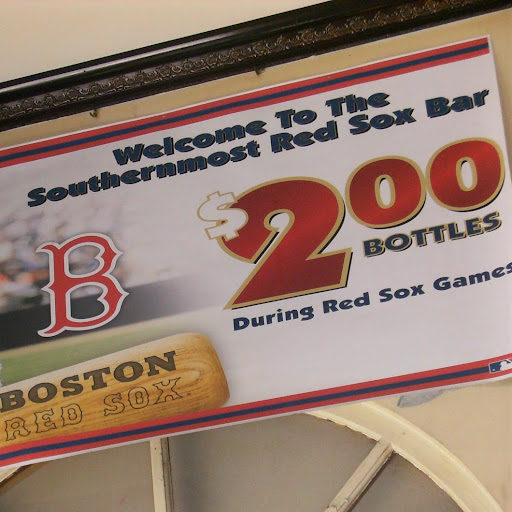 Welcome To The
Southernmost Red Sox Bar
$2.00
BOTTLES
During Red Sox Games
B
BOSTON
RED SOX